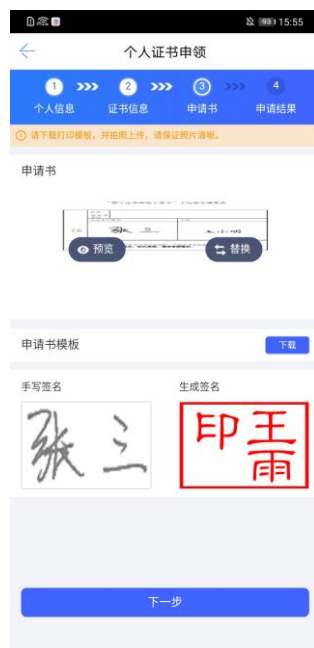 93 15:55
个人证书申领
1 >>> 2 >>> 3 >>> 4
个人信息 证书信息 申请书 申请结果
请下载打印模板，并拍照上传，请保证照片清晰。
申请书
预览 替换
申请书模板 下载
手写签名 生成签名
张三 印王雨
下一步